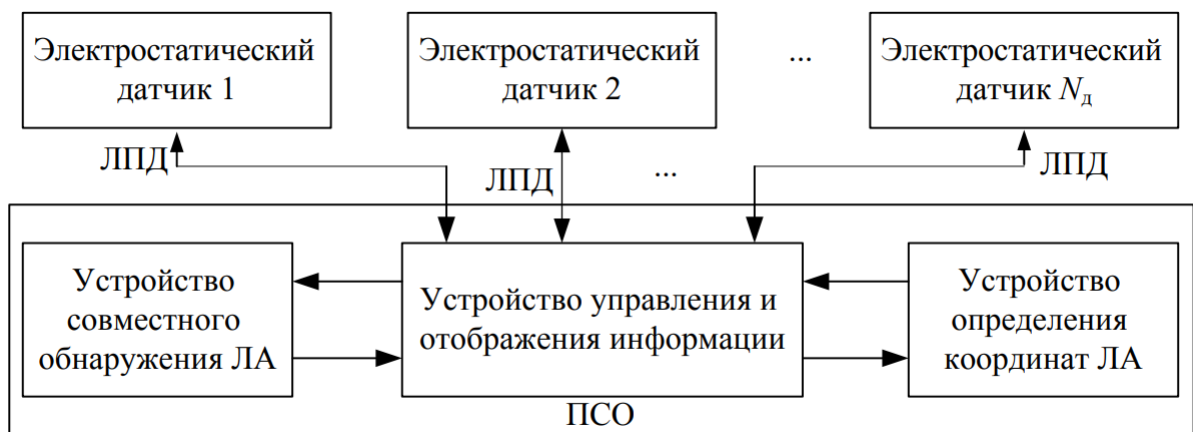 Электростатический
датчик 1
Электростатический
датчик 2
...
Электростатический
датчик Nд
ЛПД
ЛПД
...
ЛПД
Устройство
совместного
обнаружения ЛА
Устройство управления и
отображения информации
Устройство
определения
координат ЛА
ПСО